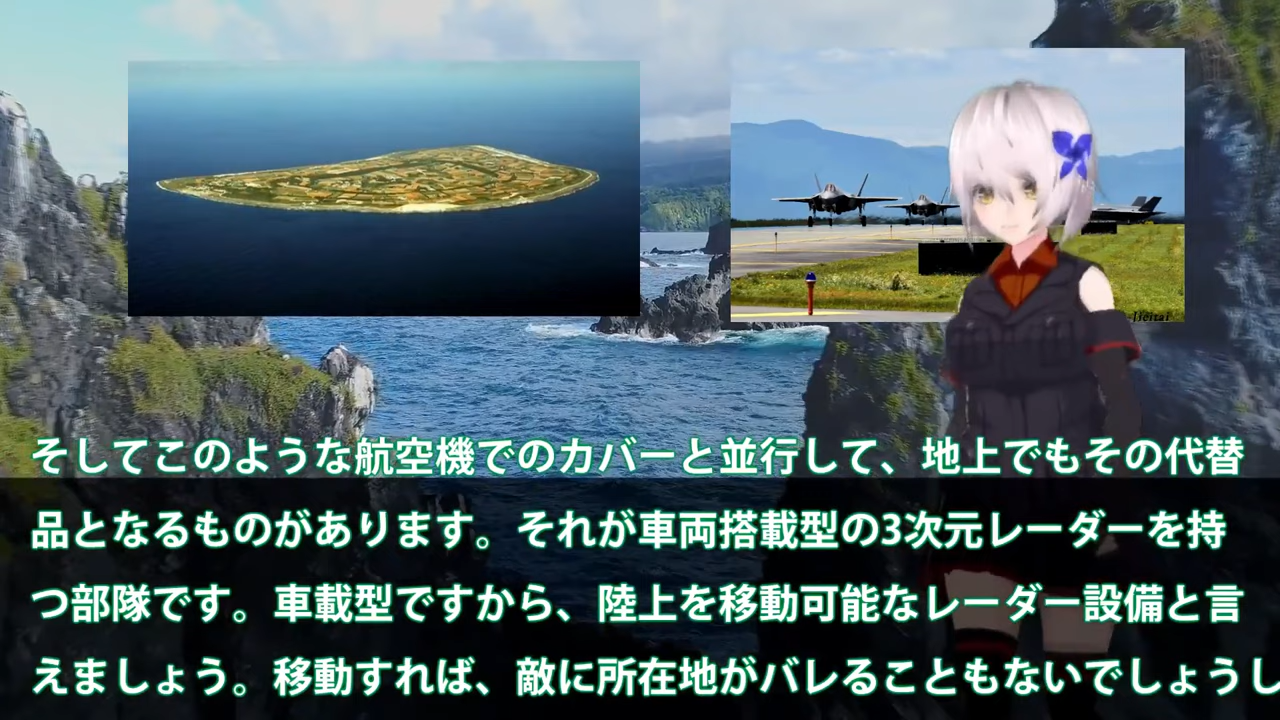 そしてこのような航空機でのカバーと並行して、地上でもその代替
品となるものがあります。それが車両搭載型の3次元レーダーを持
つ部隊です。車載型ですから、陸上を移動可能なレーダー設備と言
えましょう。移動すれば、敵に所在地がバレることもないでしょうし